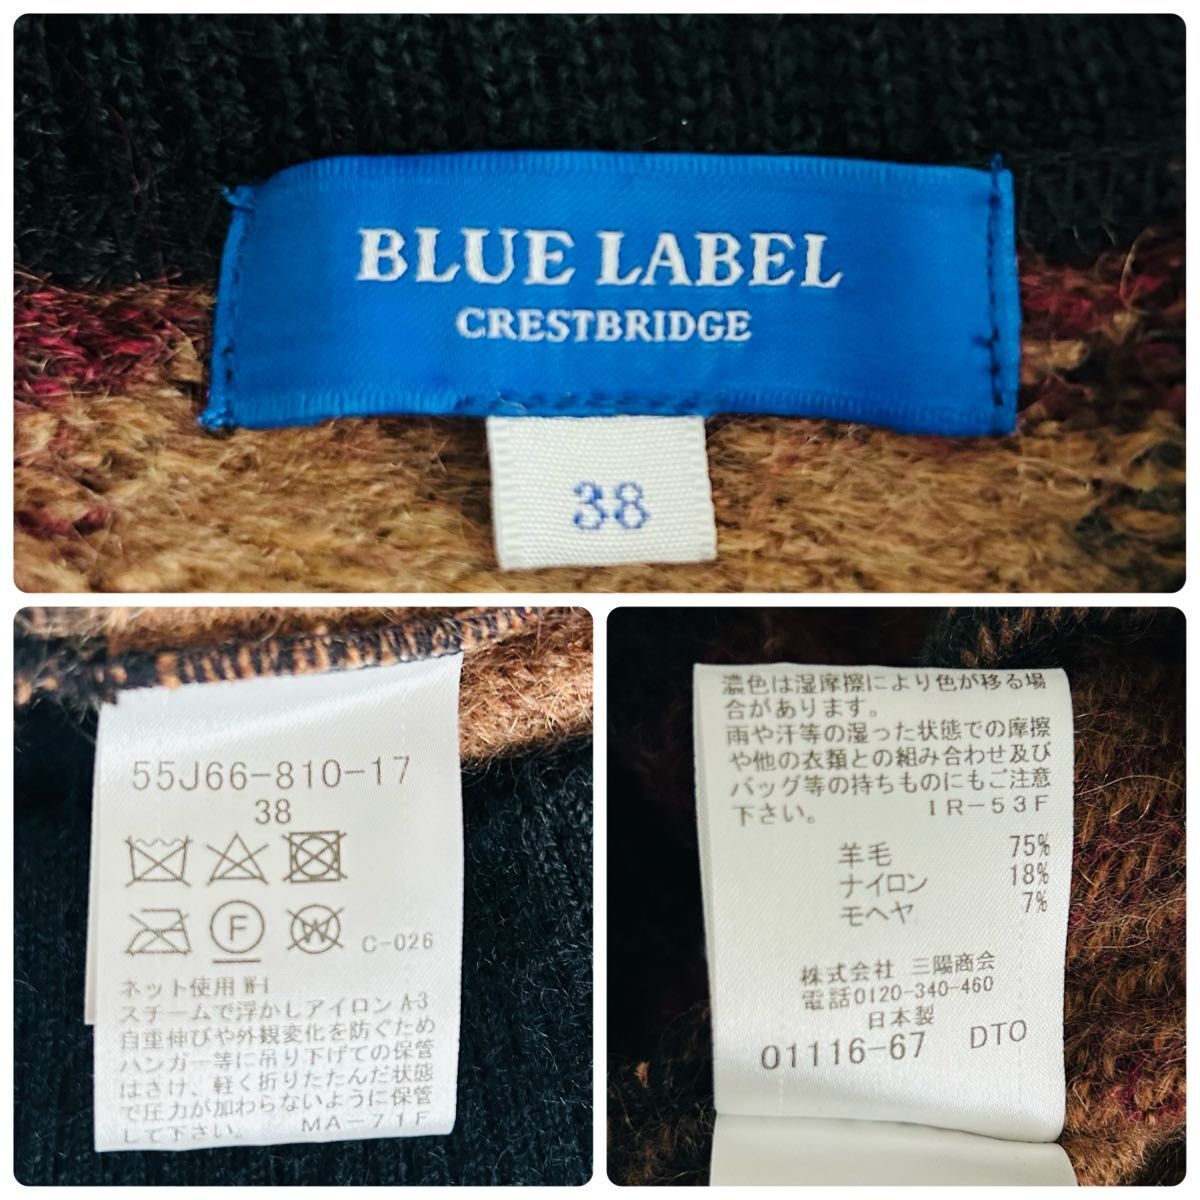 BLUE LABEL
CRESTBRIDGE
38
55J66-810-17
38
F
W
C-026
ネット使用 W-1
スチームで浮かしアイロン A-3
自重伸びや外観変化を防ぐため
ハンガー等に吊り下げての保管
はさけ、軽く折りたたんだ状態
で圧力が加わらないように保管
して下さい。 MA-71F
濃色は湿摩擦により色が移る場
合があります。
雨や汗等の湿った状態での摩擦
や他の衣類との組み合わせ及び
バッグ等の持ちものにもご注意
下さい。 IR-53F
羊毛 75%
ナイロン 18%
モヘヤ 7%
株式会社 三陽商会
電話0120-340-460
日本製
01116-67 DTO